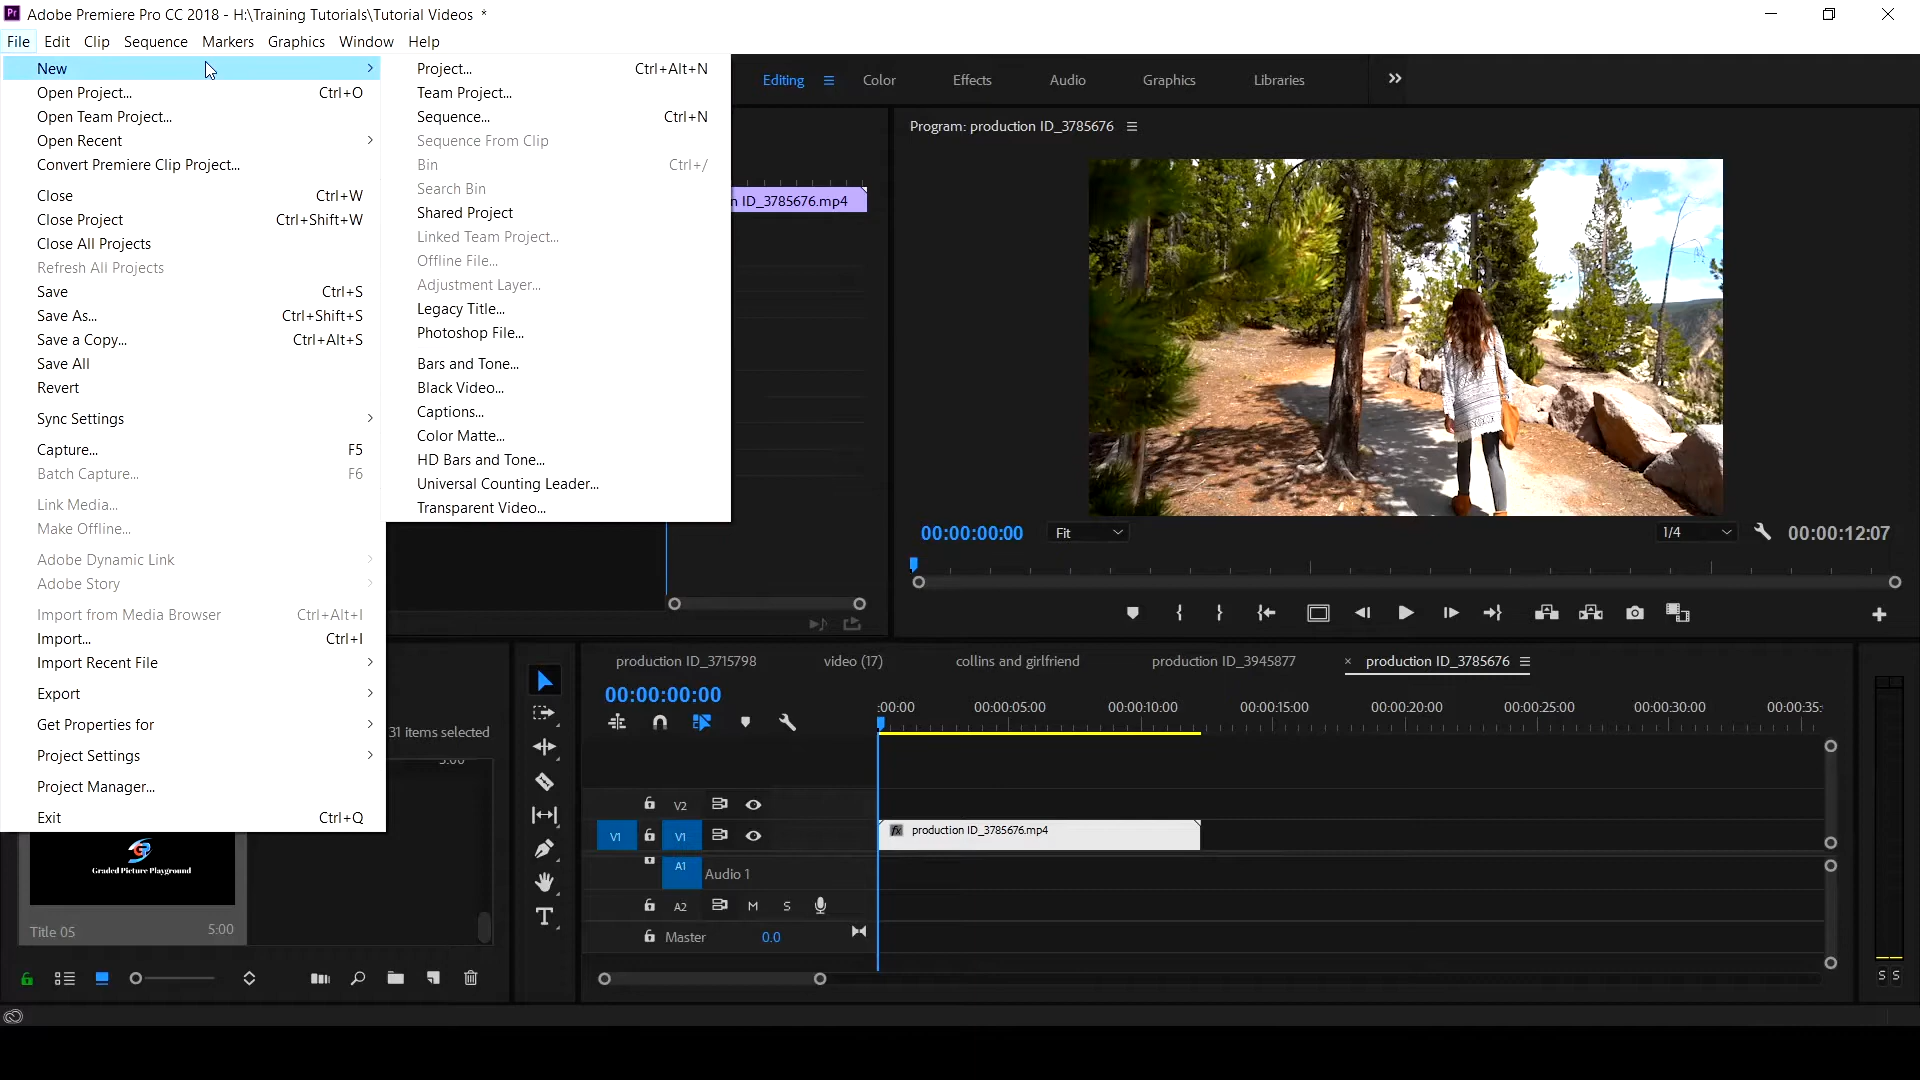 Adobe Premiere Pro CC 2018 - H:\Training Tutorials\Tutorial Videos *
File Edit Clip Sequence Markers Graphics Window Help
New >
Open Project... Ctrl+O
Open Team Project...
Open Recent >
Convert Premiere Clip Project...
Close Ctrl+W
Close Project Ctrl+Shift+W
Close All Projects
Refresh All Projects
Save Ctrl+S
Save As... Ctrl+Shift+S
Save a Copy... Ctrl+Alt+S
Save All
Revert
Sync Settings >
Capture... F5
Batch Capture... F6
Link Media...
Make Offline...
Adobe Dynamic Link >
Adobe Story >
Import from Media Browser Ctrl+Alt+I
Import... Ctrl+I
Import Recent File >
Export >
Get Properties for >
Project Settings >
Project Manager...
Exit Ctrl+Q
Project... Ctrl+Alt+N
Team Project...
Sequence... Ctrl+N
Sequence From Clip
Bin Ctrl+/
Search Bin
Shared Project
Linked Team Project...
Offline File...
Adjustment Layer...
Legacy Title...
Photoshop File...
Bars and Tone...
Black Video...
Captions...
Color Matte...
HD Bars and Tone...
Universal Counting Leader...
Transparent Video...
Editing Color Effects Audio Graphics Libraries >>
n ID_3785676.mp4
Program: production ID_3785676
00:00:00:00 Fit 1/4 00:00:12:07
31 items selected
5:00
Graded Picture Playground
Title 05 5:00
production ID_3715798 video (17) collins and girlfriend production ID_3945877 × production ID_3785676
00:00:00:00
:00:00 00:00:05:00 00:00:10:00 00:00:15:00 00:00:20:00 00:00:25:00 00:00:30:00 00:00:35:
V2
V1 V1
production ID_3785676.mp4
A1 Audio 1
A2 M S
Master 0.0
S S